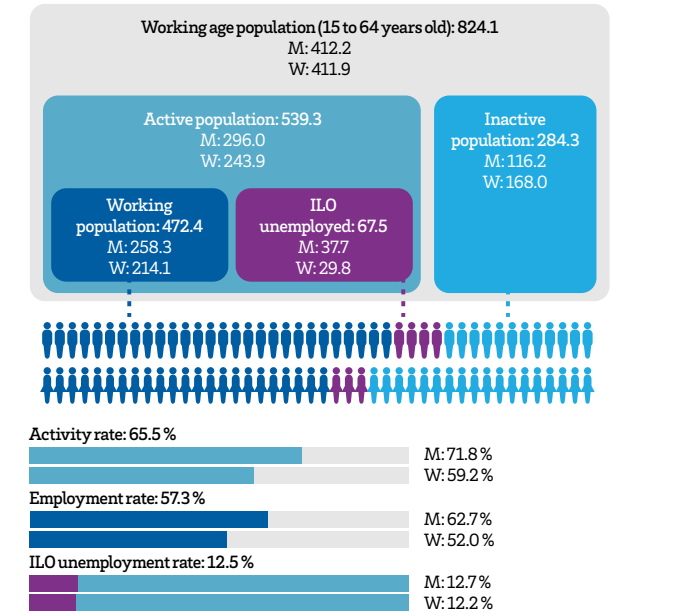 Working age population (15 to 64 years old): 824.1
M: 412.2
W: 411.9
Active population: 539.3
M: 296.0
W: 243.9
Inactive
population: 284.3
M: 116.2
W: 168.0
Working
population: 472.4
M: 258.3
W: 214.1
ILO
unemployed: 67.5
M: 37.7
W: 29.8
Activity rate: 65.5 %
M: 71.8 %
W: 59.2 %
Employment rate: 57.3 %
M: 62.7 %
W: 52.0 %
ILO unemployment rate: 12.5 %
M: 12.7 %
W: 12.2 %